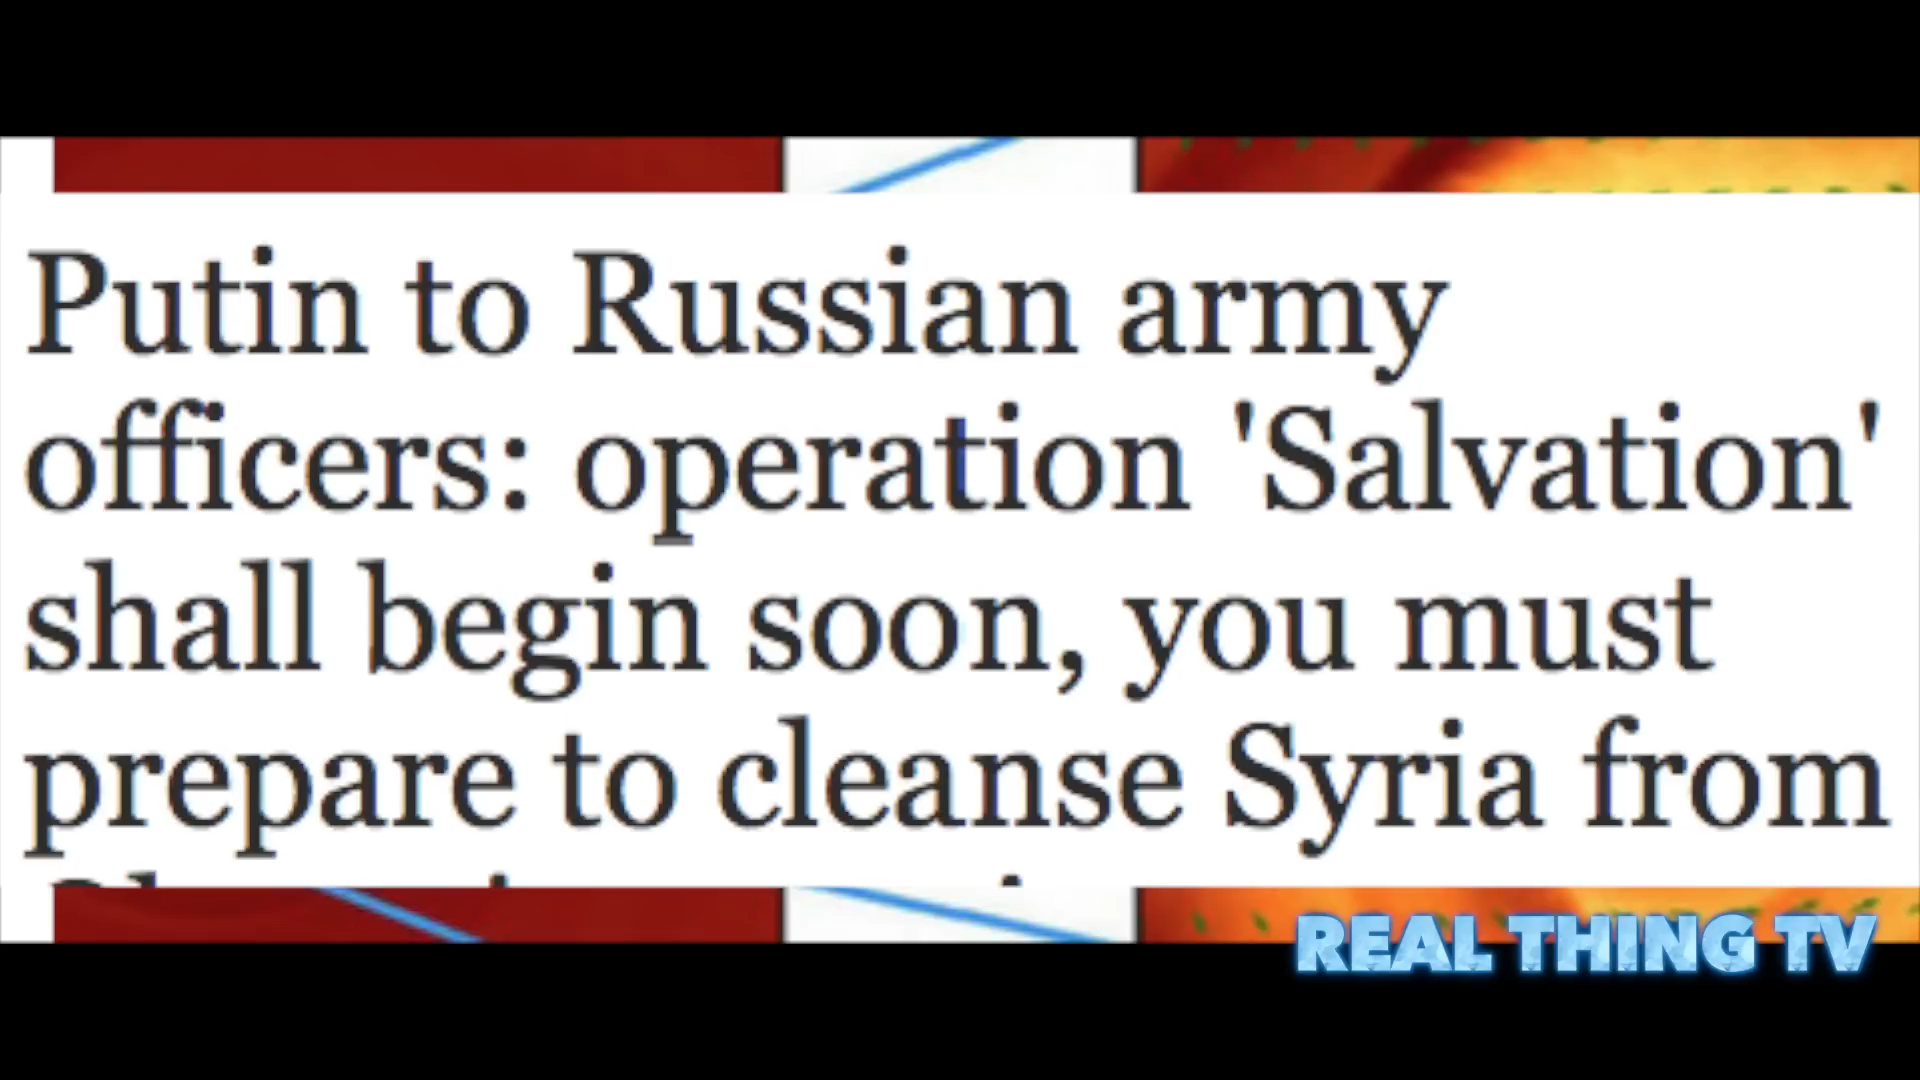 Putin to Russian army
officers: operation 'Salvation'
shall begin soon, you must
prepare to cleanse Syria from
REAL THING TV